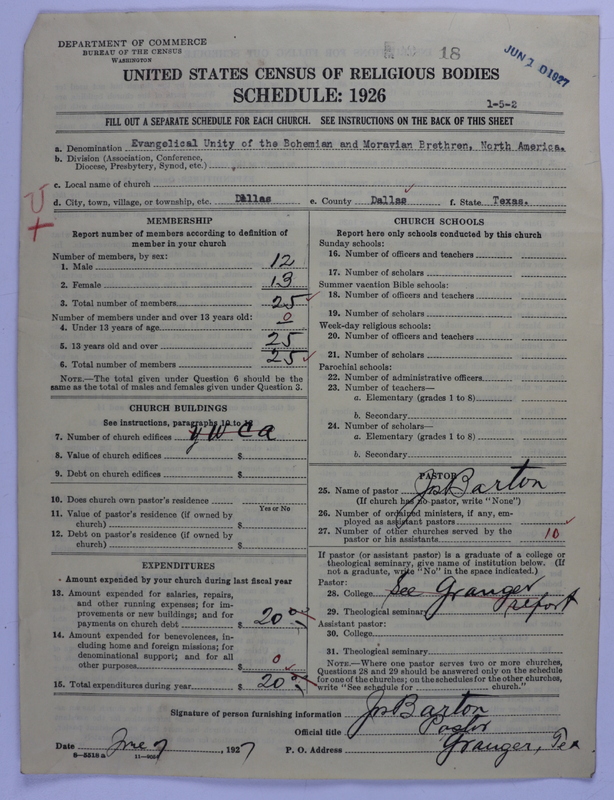 DEPARTMENT OF COMMERCE
BUREAU OF THE CENSUS
WASHINGTON
18
JUN 2 1927
UNITED STATES CENSUS OF RELIGIOUS BODIES
SCHEDULE: 1926
1-5-2
FILL OUT A SEPARATE SCHEDULE FOR EACH CHURCH. SEE INSTRUCTIONS ON THE BACK OF THIS SHEET
a. Denomination Evangelical Unity of the Bohemian and Moravian Brethren, North America.
b. Division (Association, Conference,
Diocese, Presbytery, Synod, etc.)
c. Local name of church
d. City, town, village, or township, etc. Dallas e. County Dallas f. State Texas.
MEMBERSHIP
Report number of members according to definition of
member in your church
Number of members, by sex:
1. Male 12
2. Female 13
3. Total number of members 25
Number of members under and over 13 years old:
4. Under 13 years of age 0
5. 13 years old and over 25
6. Total number of members 25
NOTE.—The total given under Question 6 should be the
same as the total of males and females given under Question 3.
CHURCH BUILDINGS
See instructions, paragraphs 10 to 12
7. Number of church edifices YWCA
8. Value of church edifices $
9. Debt on church edifices $
10. Does church own pastor's residence
Yes or No
11. Value of pastor's residence (if owned by
church) $
12. Debt on pastor's residence (if owned by
church) $
EXPENDITURES
Amount expended by your church during last fiscal year
13. Amount expended for salaries, repairs,
and other running expenses; for im-
provements or new buildings; and for
payments on church debt $ 20
14. Amount expended for benevolences, in-
cluding home and foreign missions; for
denominational support; and for all
other purposes $ 0
15. Total expenditures during year $ 20
CHURCH SCHOOLS
Report here only schools conducted by this church
Sunday schools:
16. Number of officers and teachers
17. Number of scholars
Summer vacation Bible schools:
18. Number of officers and teachers
19. Number of scholars
Week-day religious schools:
20. Number of officers and teachers
21. Number of scholars
Parochial schools:
22. Number of administrative officers
23. Number of teachers—
a. Elementary (grades 1 to 8)
b. Secondary
24. Number of scholars—
a. Elementary (grades 1 to 8)
b. Secondary
PASTOR
25. Name of pastor Jos Barton
(If church has no pastor, write "None")
26. Number of ordained ministers, if any, em-
ployed as assistant pastors
27. Number of other churches served by the
pastor or his assistants 10
If pastor (or assistant pastor) is a graduate of a college or
theological seminary, give name of institution below. (If
not a graduate, write "No" in the space indicated.)
Pastor:
28. College See Granger
29. Theological seminary report
Assistant pastor:
30. College
31. Theological seminary
NOTE.—Where one pastor serves two or more churches,
Questions 28 and 29 should be answered only on the schedule
for one of the churches; on the schedules for the other churches,
write "See schedule for church."
Signature of person furnishing information Jos Barton
Official title Pastor
Date June 7, 1927 P. O. Address Granger, Tex
8-5518 a